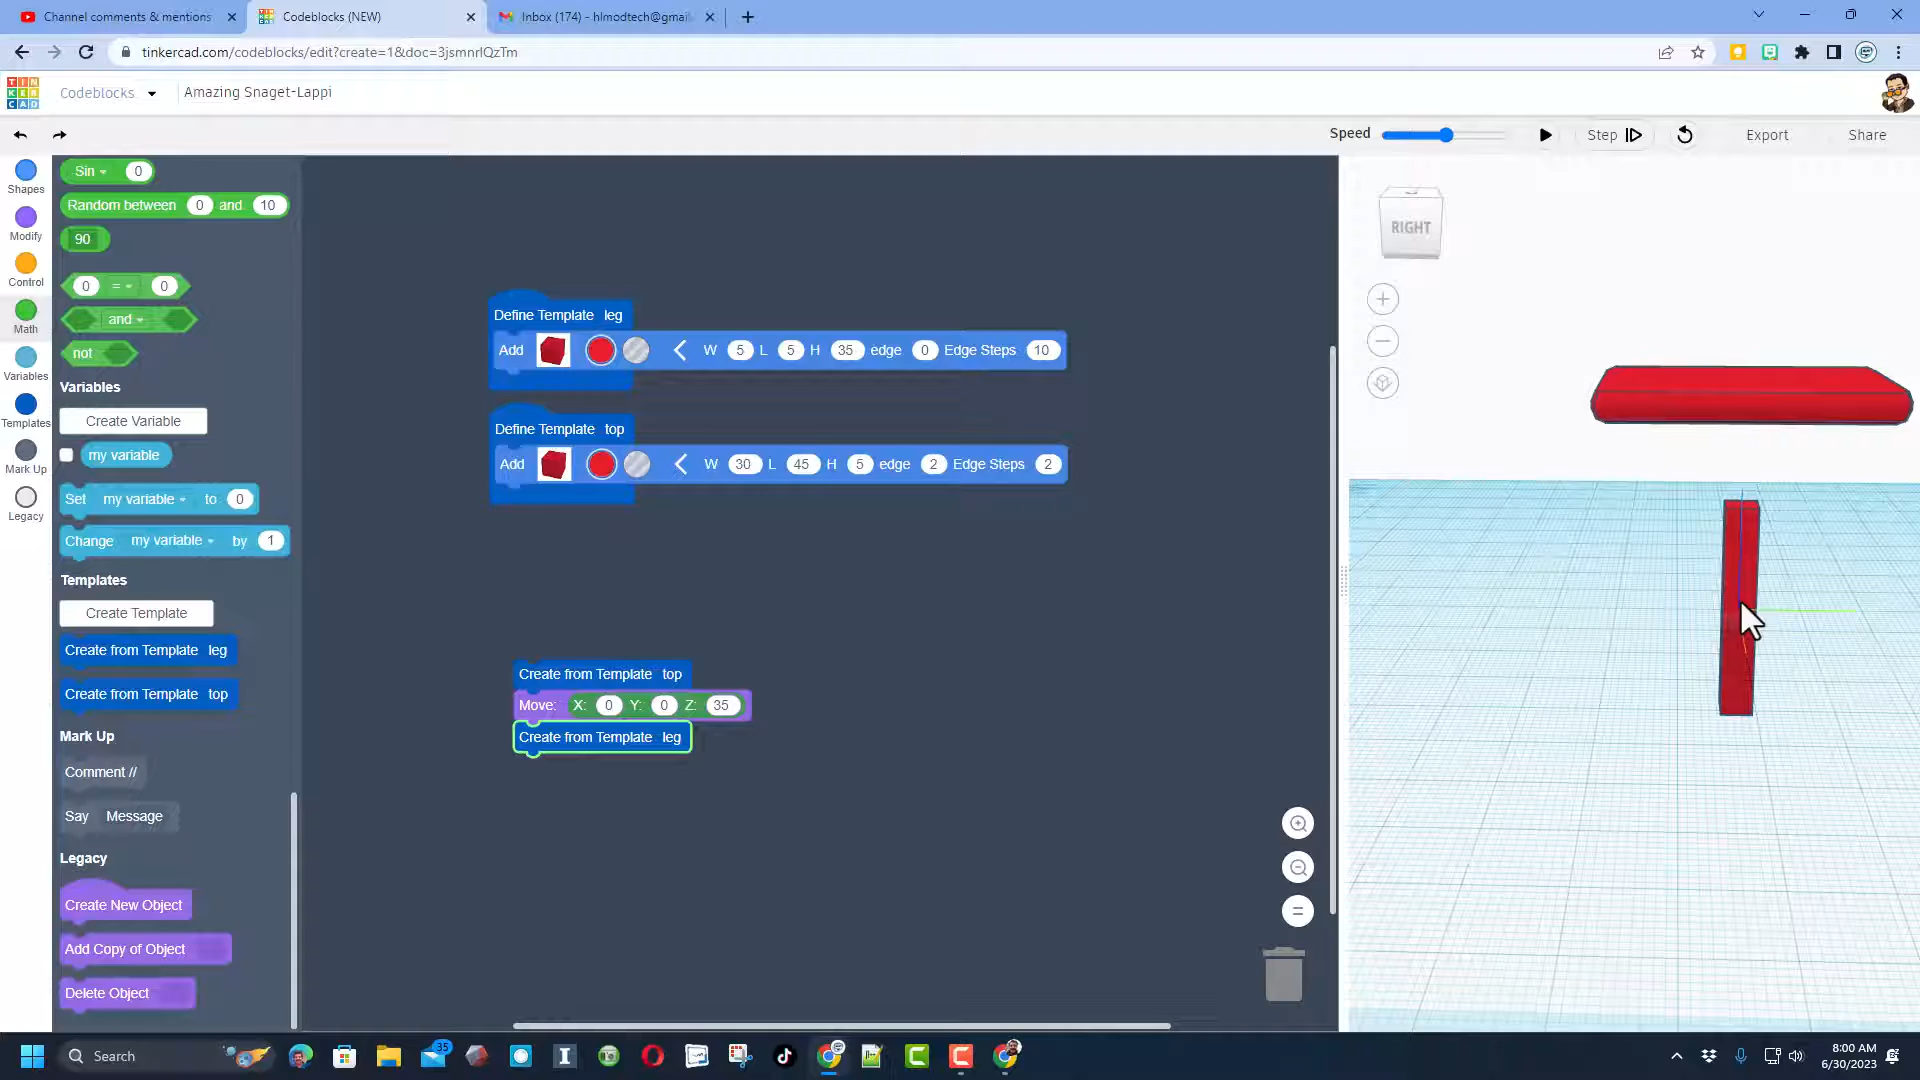 Channel comments & mentions
Codeblocks (NEW)
Inbox (174) - hlmodtech@gmai
tinkercad.com/codeblocks/edit?create=1&doc=3jsmnrlQzTm
TIN
KER
CAD
Codeblocks
Amazing Snaget-Lappi
Speed
Step
Export
Share
Shapes
Modify
Control
Math
Variables
Templates
Mark Up
Legacy
Sin 0
Random between 0 and 10
90
0 = 0
and
not
Variables
Create Variable
my variable
Set my variable to 0
Change my variable by 1
Templates
Create Template
Create from Template leg
Create from Template top
Mark Up
Comment //
Say Message
Legacy
Create New Object
Add Copy of Object
Delete Object
Define Template leg
Add W 5 L 5 H 35 edge 0 Edge Steps 10
Define Template top
Add W 30 L 45 H 5 edge 2 Edge Steps 2
Create from Template top
Move: X: 0 Y: 0 Z: 35
Create from Template leg
RIGHT
Search
35
8:00 AM
6/30/2023